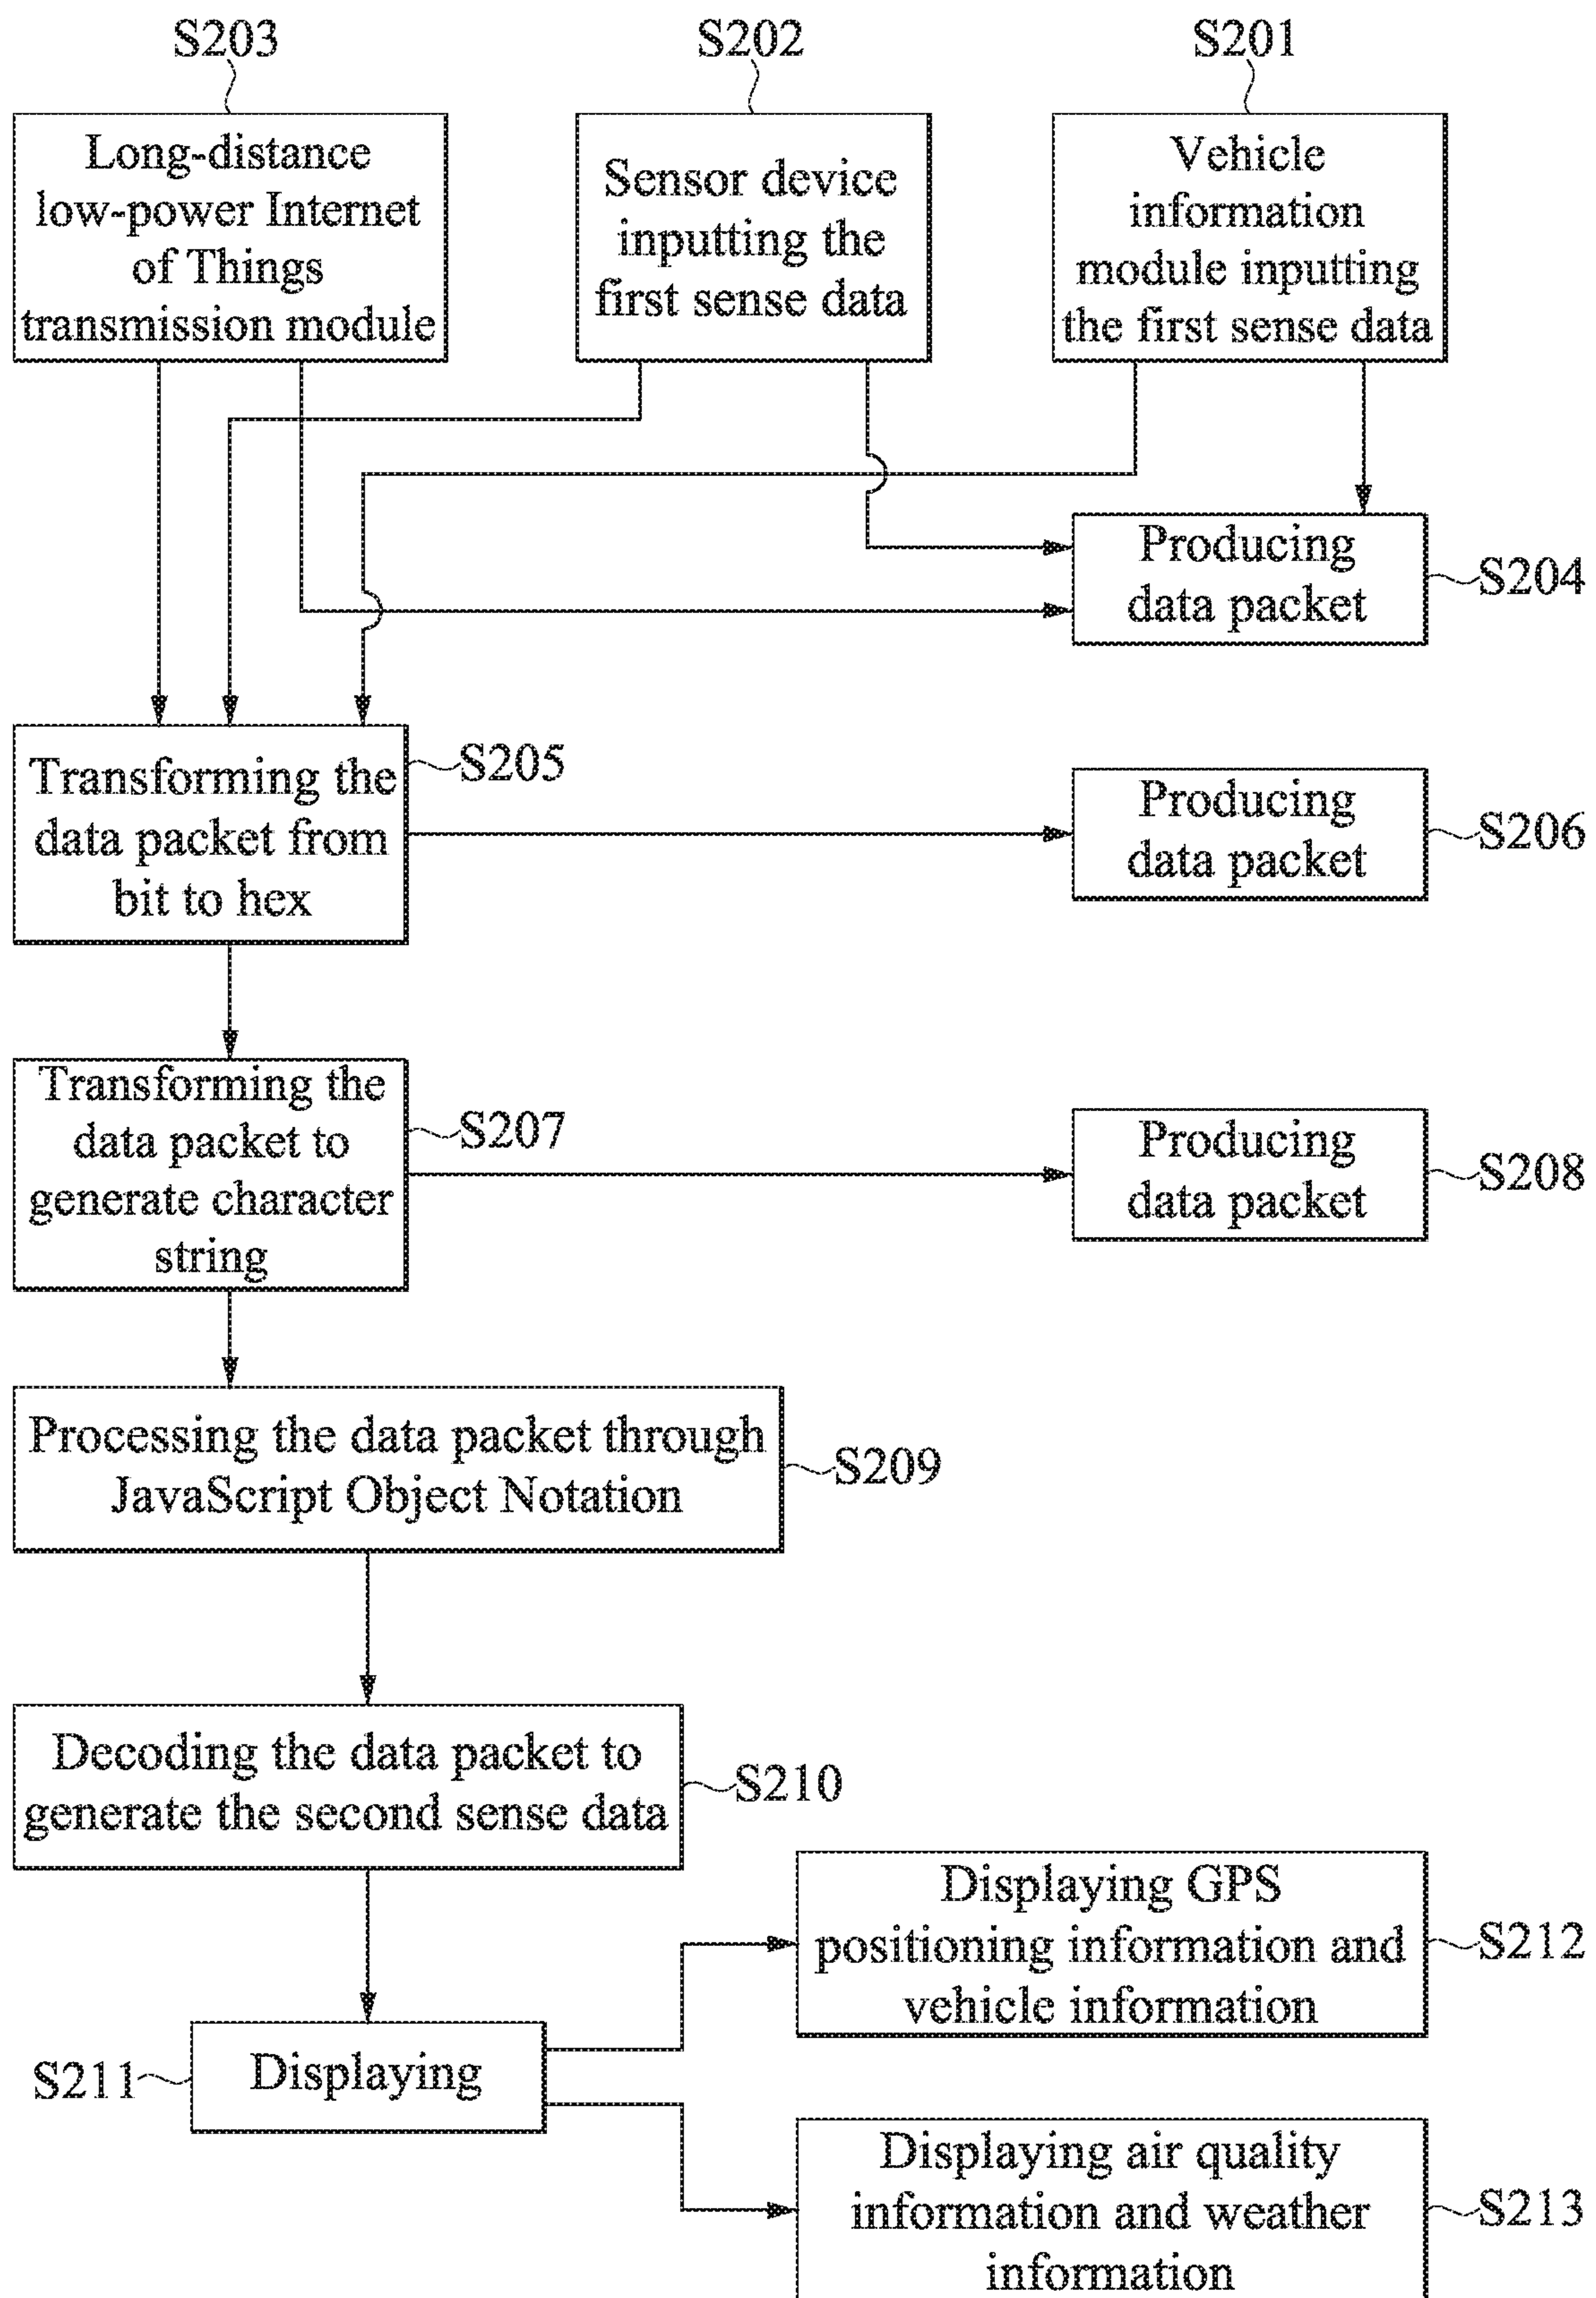 S203
S202
S201
Long-distance
low-power Internet
of Things
transmission module
Sensor device
inputting the
first sense data
Vehicle
information
module inputting
the first sense data
Producing
data packet
S204
Transforming the
data packet from
bit to hex
S205
Producing
data packet
S206
Transforming the
data packet to
generate character
string
S207
Producing
data packet
S208
Processing the data packet through
JavaScript Object Notation
S209
Decoding the data packet to
generate the second sense data
S210
Displaying GPS
positioning information and
vehicle information
S212
S211
Displaying
Displaying air quality
information and weather
information
S213